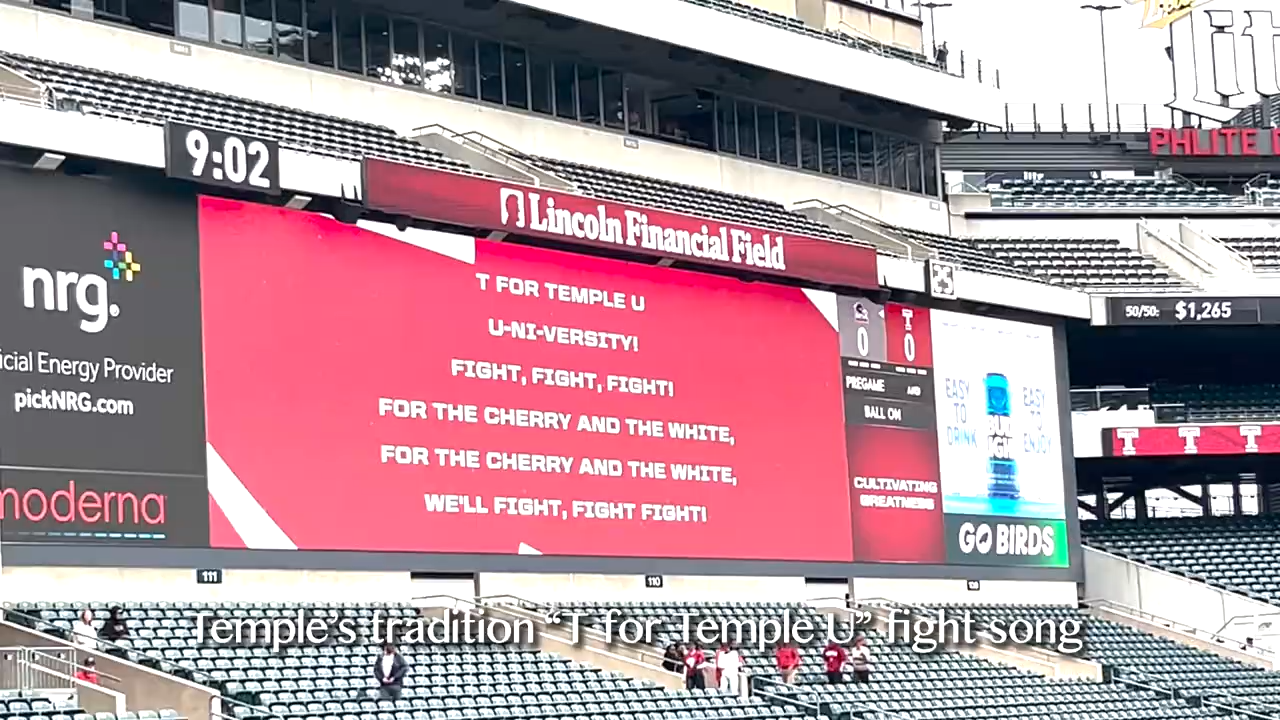 9:02
Lincoln Financial Field
PHLITE
25
50/50: $1,265
nrg.
Official Energy Provider
pickNRG.com
moderna
T FOR TEMPLE U
U-NI-VERSITY!
FIGHT, FIGHT, FIGHT!
FOR THE CHERRY AND THE WHITE,
FOR THE CHERRY AND THE WHITE,
WE'LL FIGHT, FIGHT FIGHT!
0 0
PREGAME
BALL ON
CULTIVATING
GREATNESS
EASY
TO
DRINK
EASY
TO
ENJOY
GO BIRDS
111
110
Temple's tradition “T for Temple U” fight song